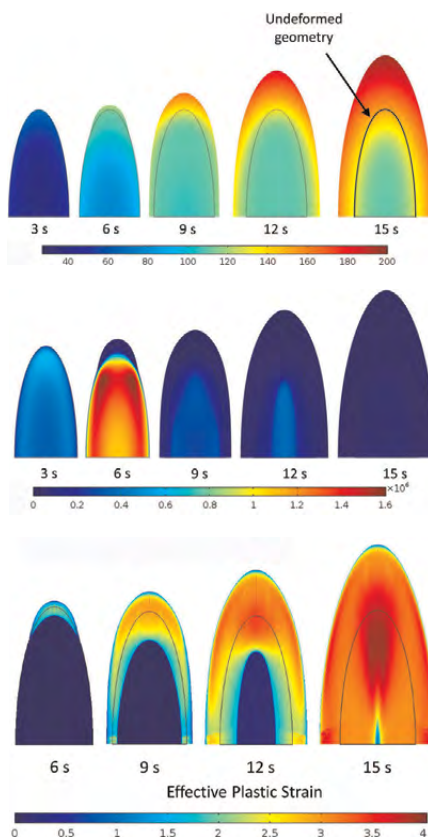 Undeformed
geometry
3 s 6 s 9 s 12 s 15 s
40 60 80 100 120 140 160 180 200
3 s 6 s 9 s 12 s 15 s
×10⁶
0 0.2 0.4 0.6 0.8 1 1.2 1.4 1.6
6 s 9 s 12 s 15 s
Effective Plastic Strain
0 0.5 1 1.5 2 2.5 3 3.5 4